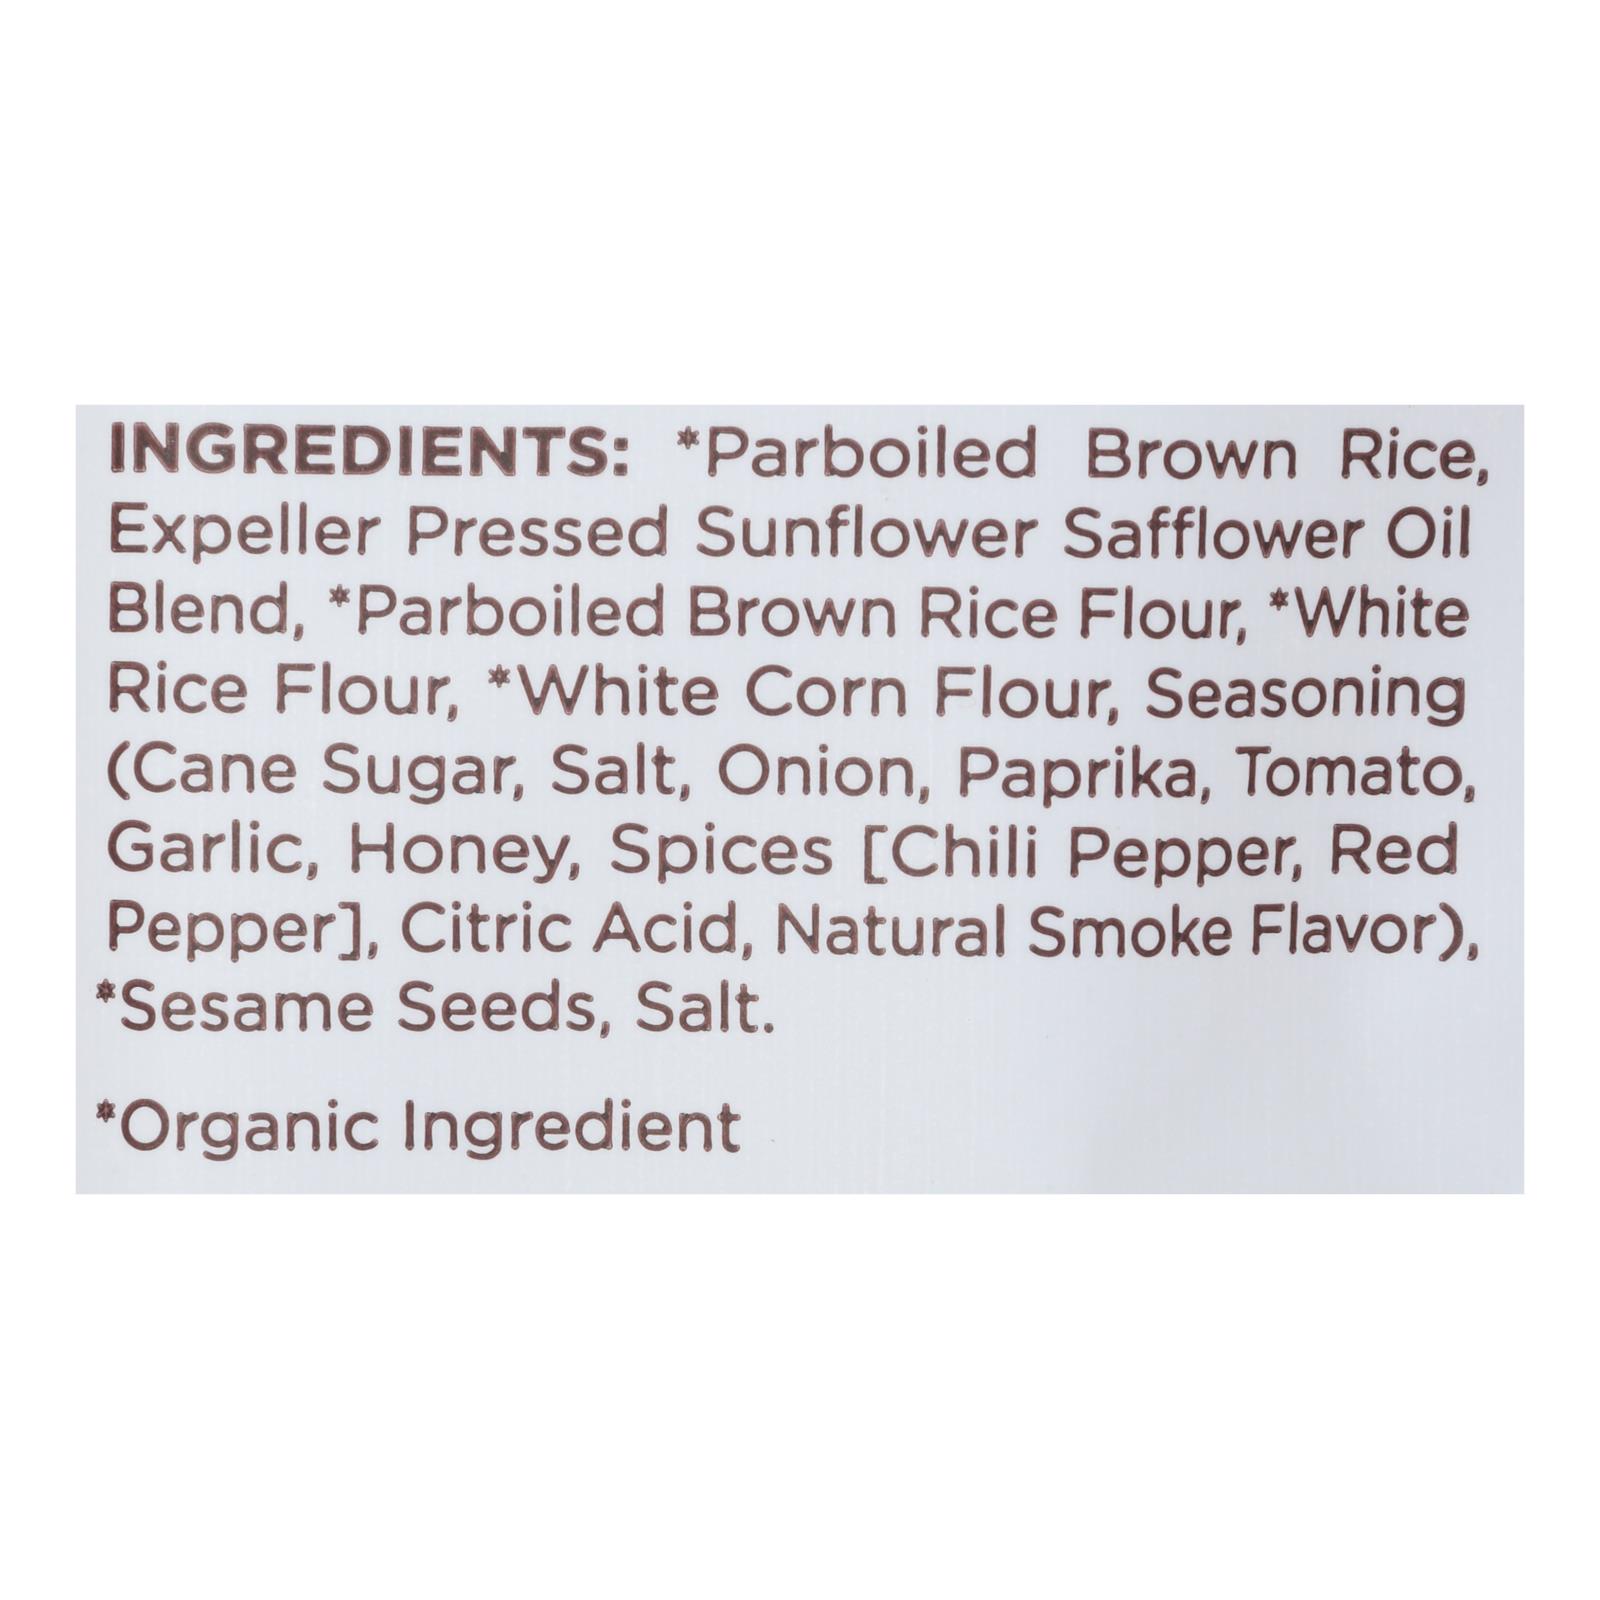 INGREDIENTS: *Parboiled Brown Rice,
Expeller Pressed Sunflower Safflower Oil
Blend, *Parboiled Brown Rice Flour, *White
Rice Flour, *White Corn Flour, Seasoning
(Cane Sugar, Salt, Onion, Paprika, Tomato,
Garlic, Honey, Spices [Chili Pepper, Red
Pepper], Citric Acid, Natural Smoke Flavor),
*Sesame Seeds, Salt.
*Organic Ingredient